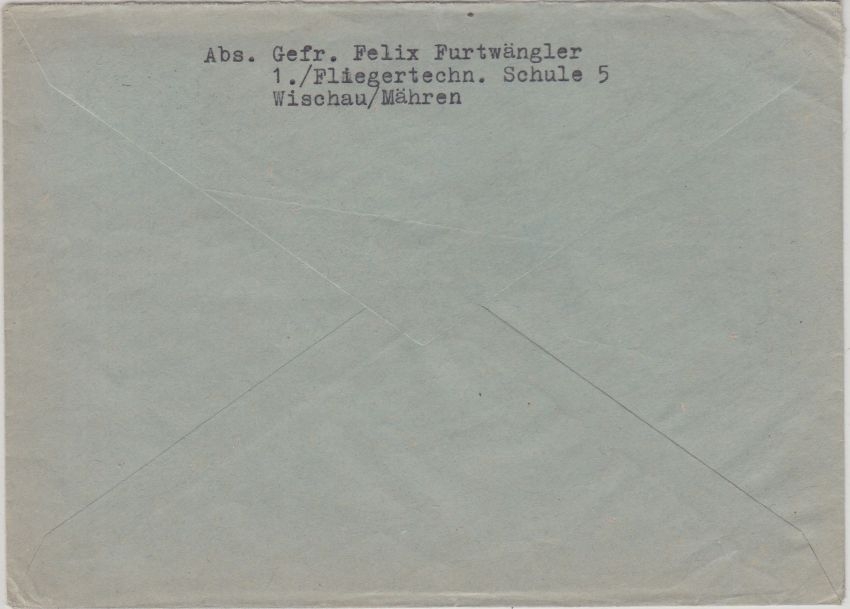 Abs. Gefr. Felix Furtwängler
1./Fliegertechn. Schule 5
Wischau/Mähren